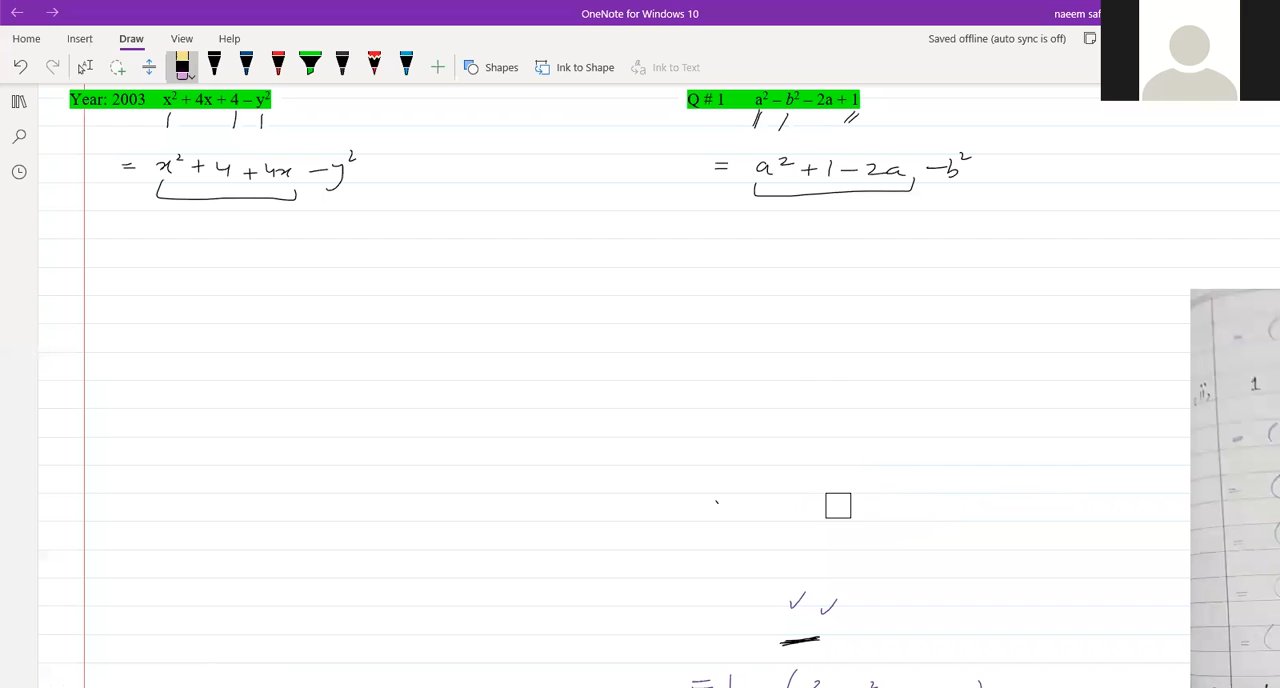 OneNote for Windows 10
naeem saf
Home Insert Draw View Help
Saved offline (auto sync is off)
Shapes Ink to Shape Ink to Text
Year: 2003 x² + 4x + 4 – y²
Q # 1 a² – b² – 2a + 1
= x² + 4 + 4x – y²
= a² + 1 – 2a, – b²
ii, 1